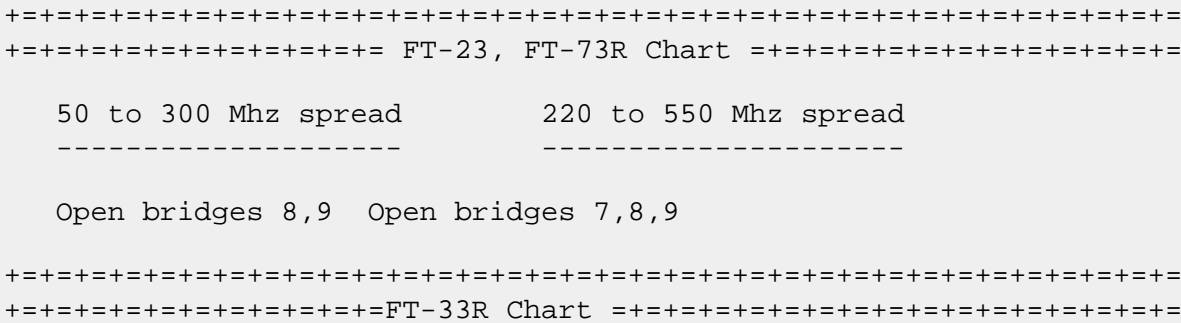 +=+=+=+=+=+=+=+=+=+=+=+=+=+=+=+=+=+=+=+=+=+=+=+=+=+=+=+=+=+=+=+=+=+=
+=+=+=+=+=+=+=+=+=+=+= FT-23, FT-73R Chart =+=+=+=+=+=+=+=+=+=+=+=+=
50 to 300 Mhz spread        220 to 550 Mhz spread
--------------------        ---------------------
Open bridges 8,9  Open bridges 7,8,9
+=+=+=+=+=+=+=+=+=+=+=+=+=+=+=+=+=+=+=+=+=+=+=+=+=+=+=+=+=+=+=+=+=+=
+=+=+=+=+=+=+=+=+=+=+=FT-33R Chart =+=+=+=+=+=+=+=+=+=+=+=+=+=+=+=+=